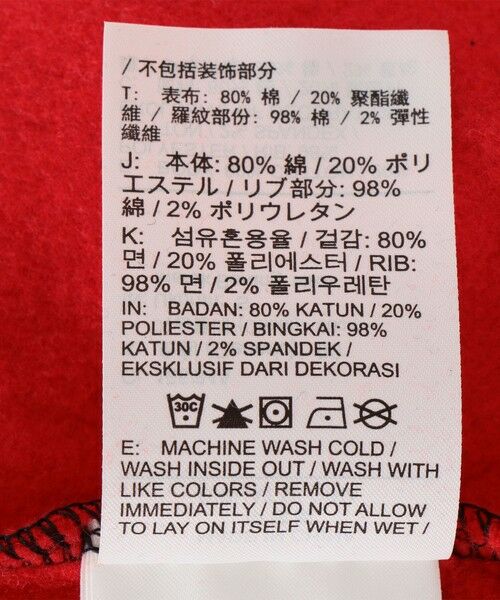 / 不包括装饰部分
T: 表布: 80% 棉 / 20% 聚酯纖
維 / 羅紋部份: 98% 棉 / 2% 彈性
纖維
J: 本体: 80% 綿 / 20% ポリ
エステル / リブ部分: 98%
綿 / 2% ポリウレタン
K: 섬유혼용율 / 겉감: 80%
면 / 20% 폴리에스터 / RIB:
98% 면 / 2% 폴리우레탄
IN: BADAN: 80% KATUN / 20%
POLIESTER / BINGKAI: 98%
KATUN / 2% SPANDEK /
EKSKLUSIF DARI DEKORASI
30C
E: MACHINE WASH COLD /
WASH INSIDE OUT / WASH WITH
LIKE COLORS / REMOVE
IMMEDIATELY / DO NOT ALLOW
TO LAY ON ITSELF WHEN WET /